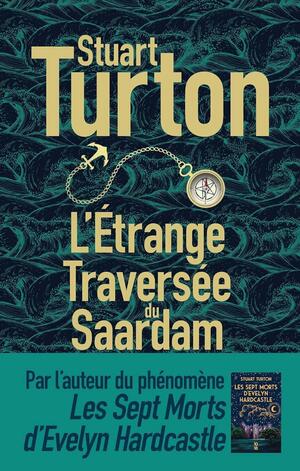 Stuart
Turton
L'Étrange
Traversée
du
Saardam
Par l'auteur du phénomène
Les Sept Morts
d'Evelyn Hardcastle
STUART TURTON
LES SEPT MORTS
D'EVELYN
HARDCASTLE